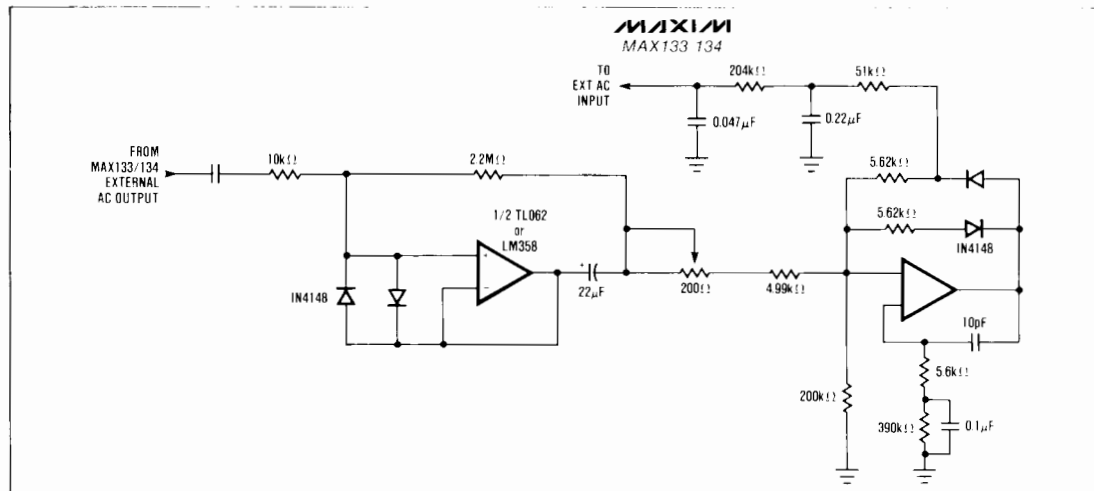 MAXIM
MAX133 134
TO
EXT AC
INPUT
204kΩ
51kΩ
0.047μF
0.22μF
FROM
MAX133/134
EXTERNAL
AC OUTPUT
10kΩ
2.2MΩ
5.62kΩ
5.62kΩ
1/2 TL062
or
LM358
IN4148
+
−
IN4148
+
22μF
200Ω
4.99kΩ
10pF
5.6kΩ
200kΩ
390kΩ
0.1μF